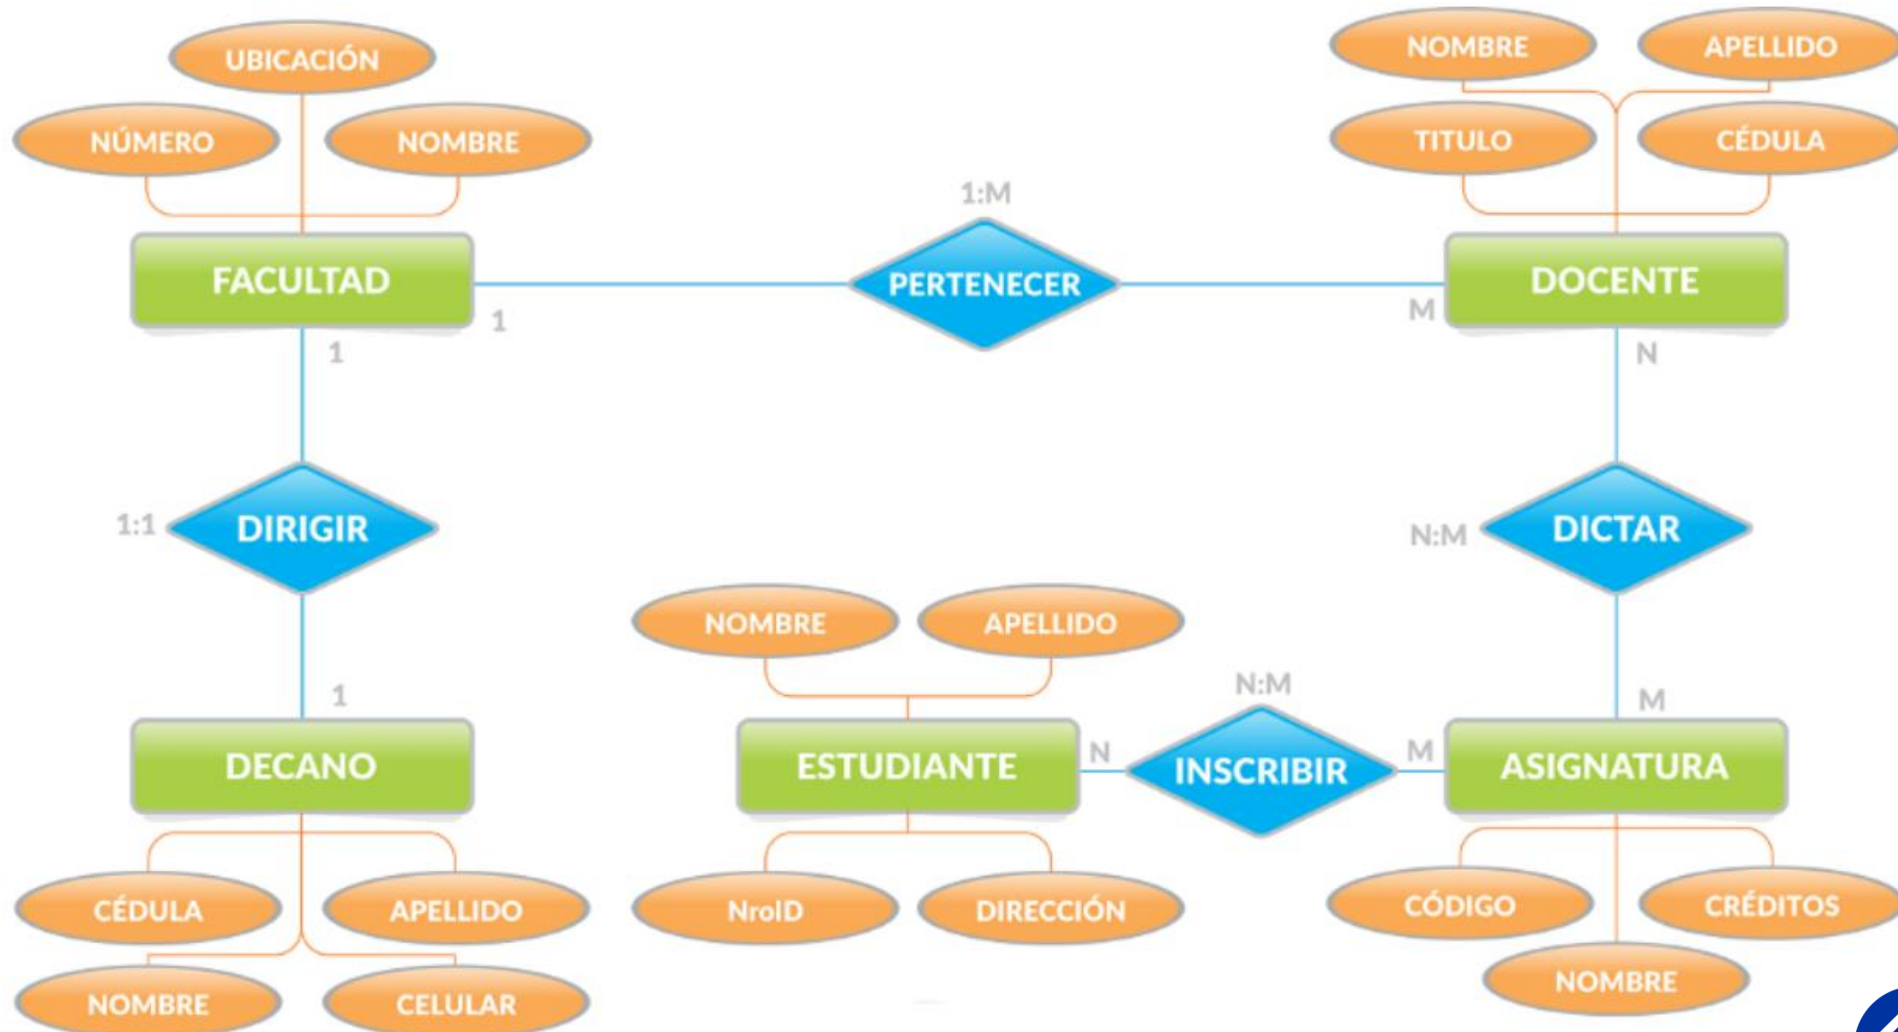 UBICACIÓN
NÚMERO
NOMBRE
NOMBRE
APELLIDO
TITULO
CÉDULA
1:M
FACULTAD
PERTENECER
DOCENTE
1
M
1
N
1:1
DIRIGIR
N:M
DICTAR
NOMBRE
APELLIDO
1
N:M
M
DECANO
ESTUDIANTE
N
INSCRIBIR
M
ASIGNATURA
CÉDULA
APELLIDO
NroID
DIRECCIÓN
CÓDIGO
CRÉDITOS
NOMBRE
CELULAR
NOMBRE